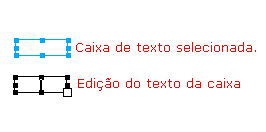 Caixa de texto selecionada.
Edição do texto da caixa